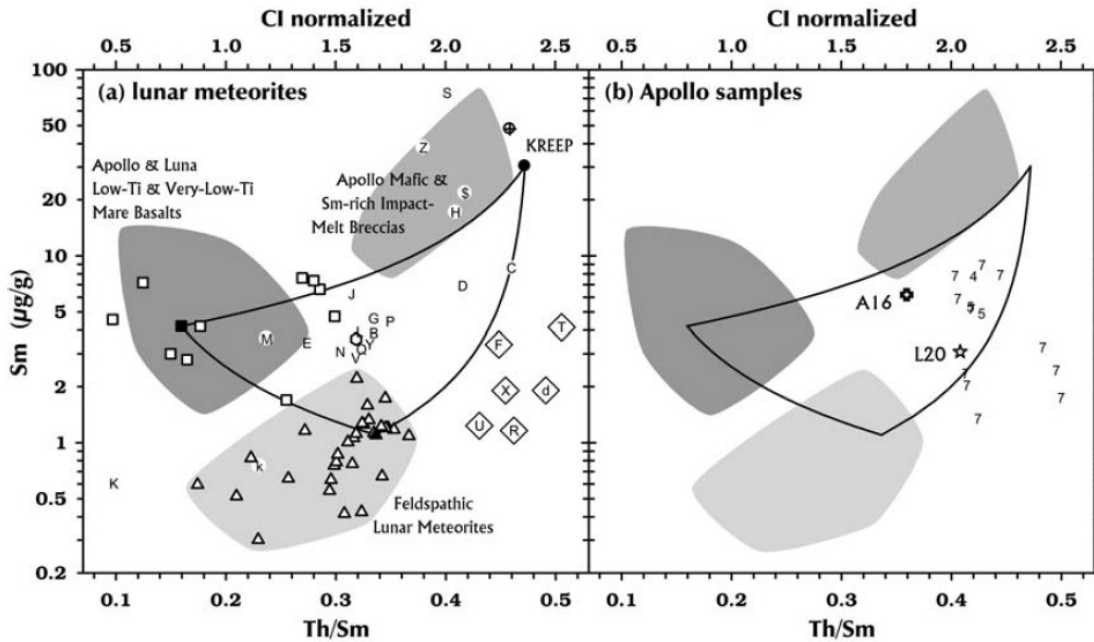 CI normalized
CI normalized
0.5 1.0 1.5 2.0 2.5
0.5 1.0 1.5 2.0 2.5
100
50
20
10
5
2
1
0.5
0.2
Sm (µg/g)
(a) lunar meteorites
S
Z
KREEP
Apollo & Luna
Low-Ti & Very-Low-Ti
Mare Basalts
Apollo Mafic &
Sm-rich Impact-
Melt Breccias
$
H
C
D
J
G
P
L
B
M
E
Y
Q
N
V
T
F
X
d
U
R
k
K
Feldspathic
Lunar Meteorites
0.1 0.2 0.3 0.4 0.5
Th/Sm
(b) Apollo samples
7
7 4 7
A16
7
5
5
L20
7
7
7
7
7
7
0.1 0.2 0.3 0.4 0.5
Th/Sm